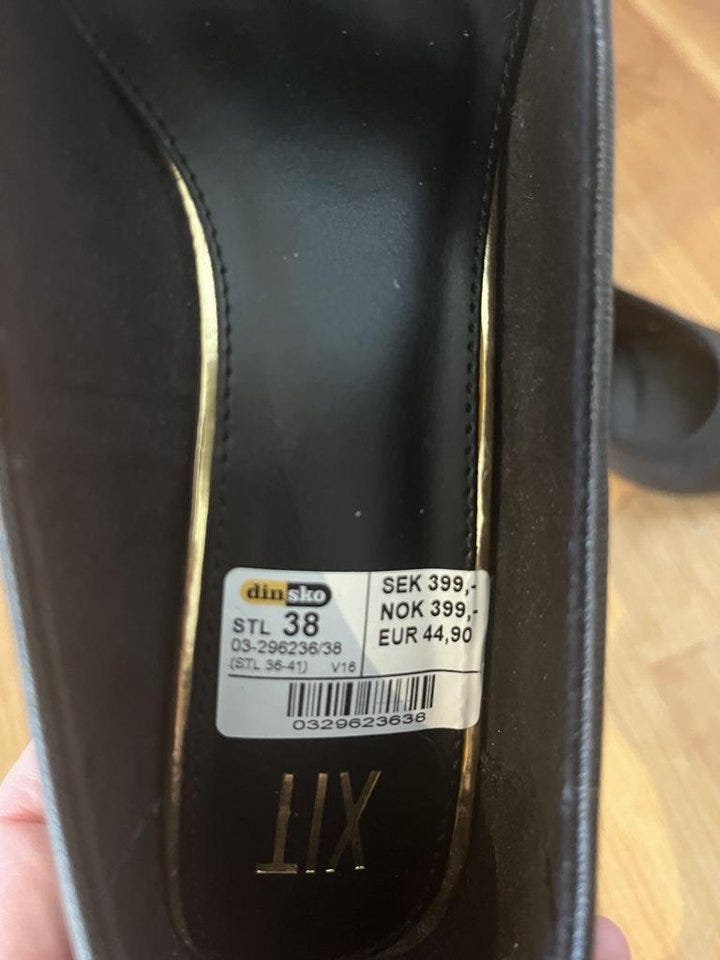 dinsko
STL 38
03-296236/38
(STL 36-41) V16
0329623638
SEK 399,-
NOK 399,-
EUR 44,90
XIT